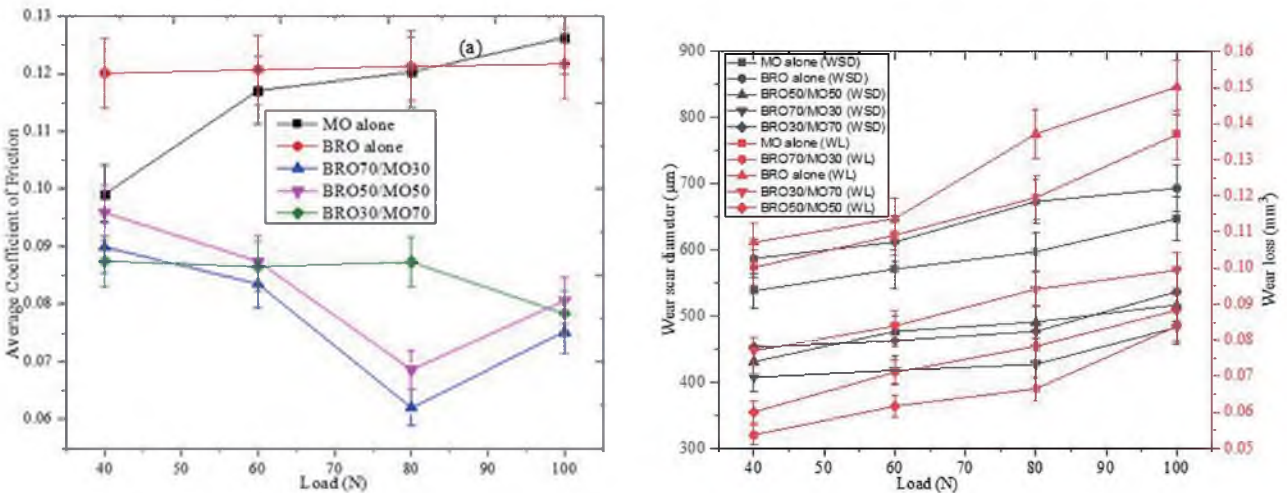 0.13
0.12
0.11
0.10
0.09
0.08
0.07
0.06
Average Coefficient of Friction
(a)
MO alone
BRO alone
BRO70/MO30
BRO50/MO50
BRO30/MO70
40 50 60 70 80 90 100
Load (N)
900
800
700
600
500
400
300
Wear scar diameter (μm)
MO alone (WSD)
BRO alone (WSD)
BRO50/MO50 (WSD)
BRO70/MO30 (WSD)
BRO30/MO70 (WSD)
MO alone (WL)
BRO70/MO30 (WL)
BRO alone (WL)
BRO30/MO70 (WL)
BRO50/MO50 (WL)
40 50 60 70 80 90 100
Load (N)
0.16
0.15
0.14
0.13
0.12
0.11
0.10
0.09
0.08
0.07
0.06
0.05
Wear loss (mm³)